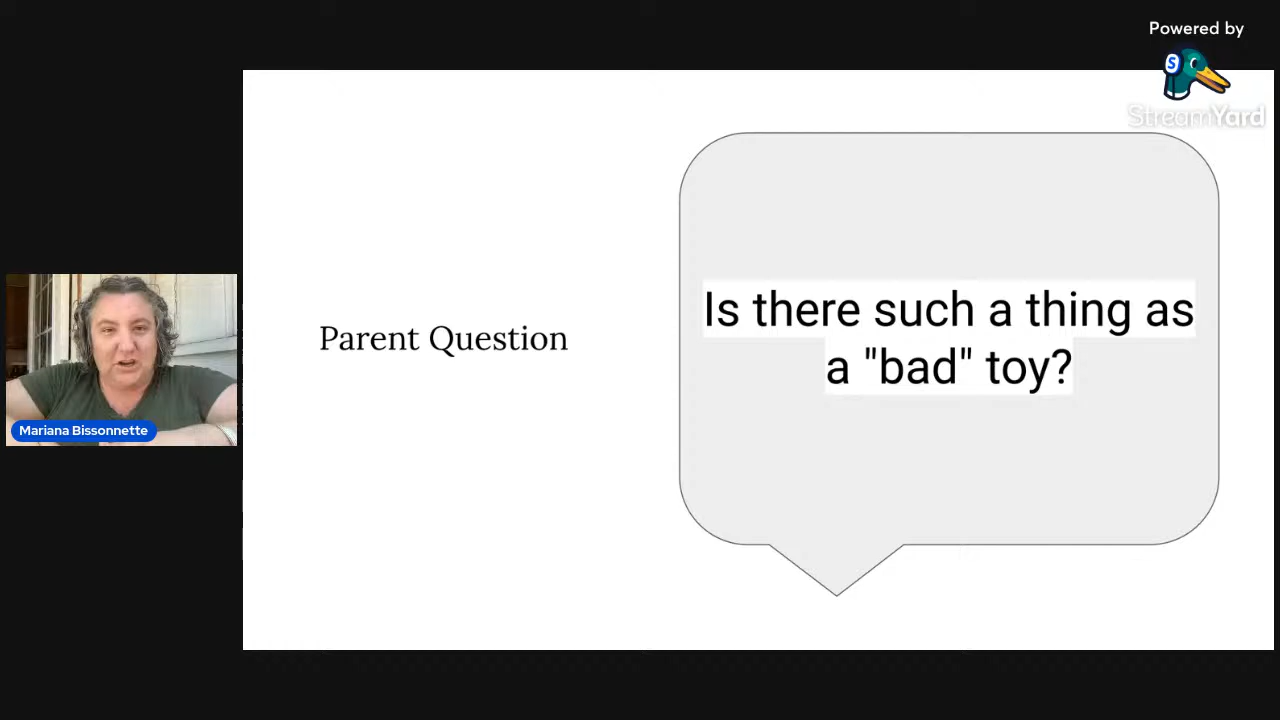 Powered by
StreamYard
Parent Question
Is there such a thing as
a "bad" toy?
Mariana Bissonnette